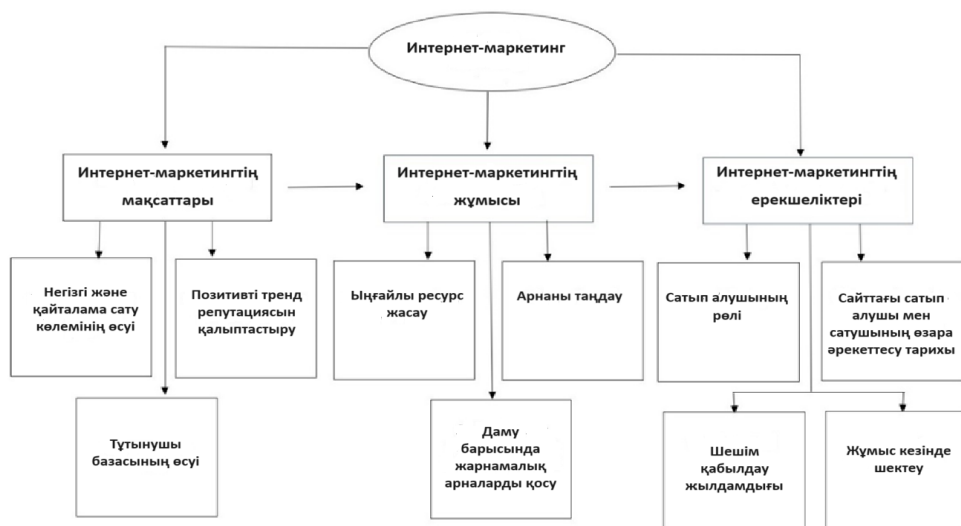 Интернет-маркетинг
Интернет-маркетингтің
мақсаттары
Интернет-маркетингтің
жұмысы
Интернет-маркетингтің
ерекшеліктері
Негізгі және
қайталама сату
көлемінің өсуі
Позитивті тренд
репутациясын
қалыптастыру
Ыңғайлы ресурс
жасау
Арнаны таңдау
Сатып алушының
рөлі
Сайттағы сатып
алушы мен
сатушының өзара
әрекеттесу тарихы
Тұтынушы
базасының өсуі
Даму
барысында
жарнамалық
арналарды қосу
Шешім
қабылдау
жылдамдығы
Жұмыс кезінде
шектеу